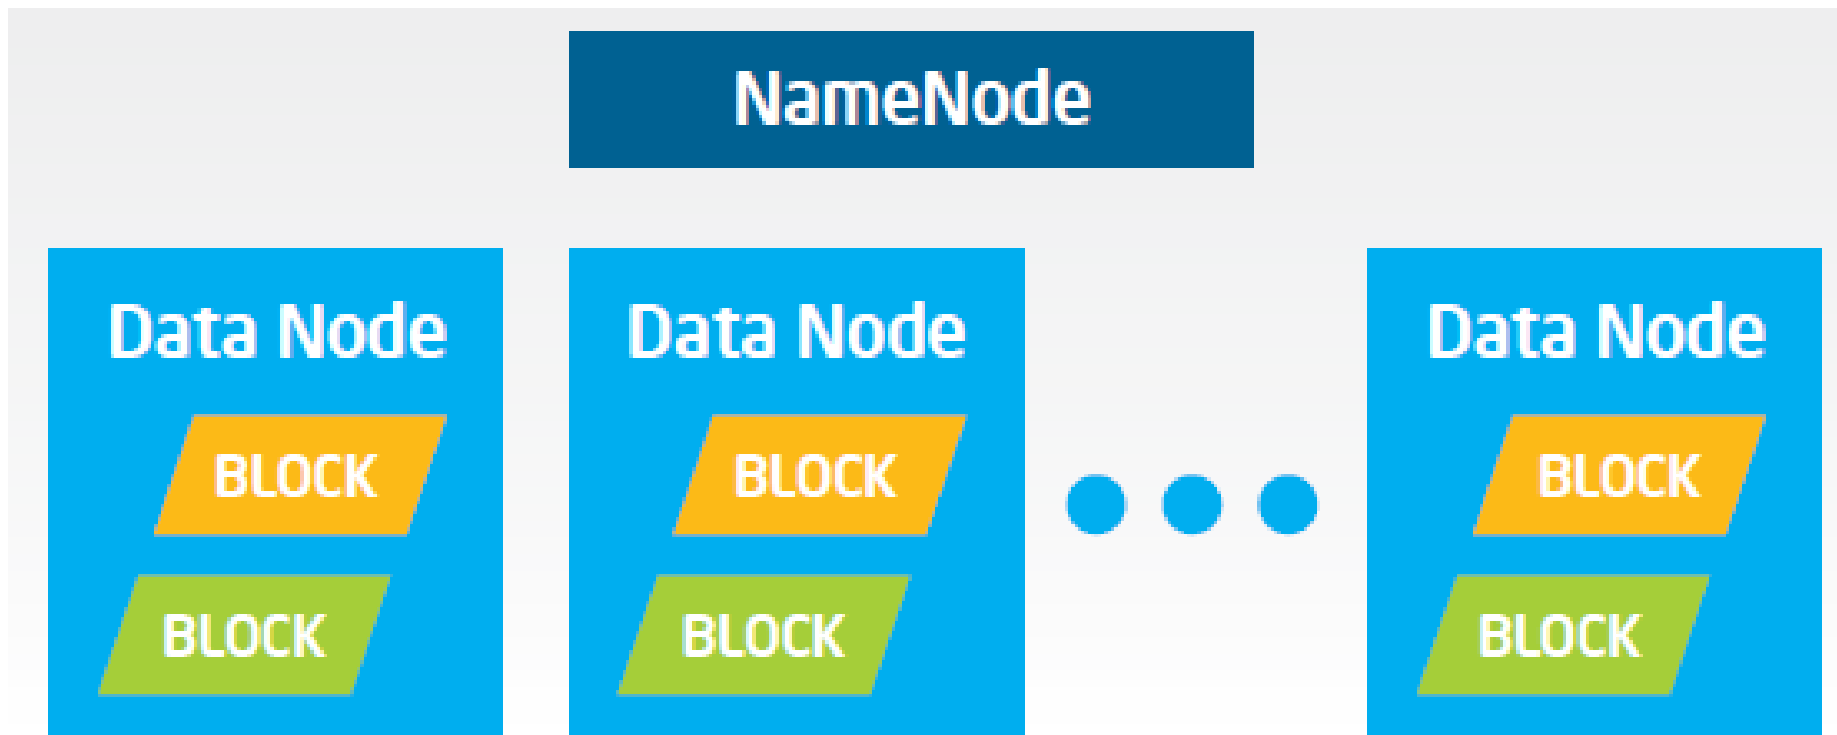 NameNode
Data Node
BLOCK
BLOCK
Data Node
BLOCK
BLOCK
Data Node
BLOCK
BLOCK